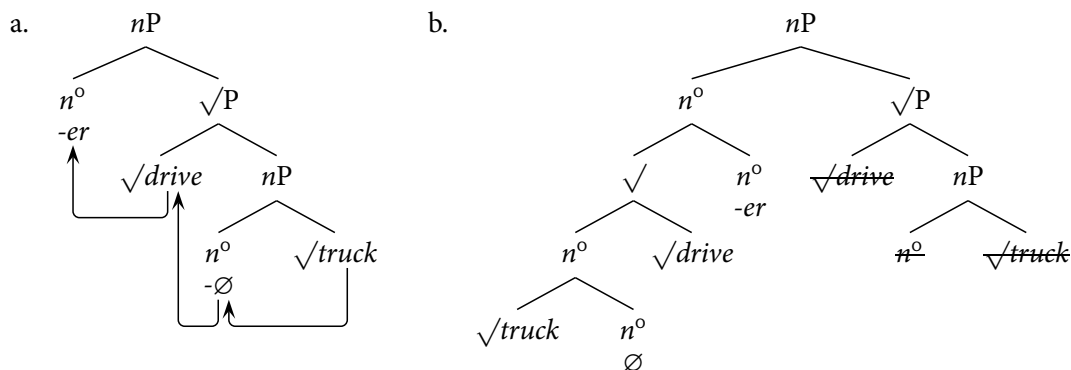 a. nP b. nP
n° √P n° √P
-er
√drive nP √ n° √drive nP
-er
n° √truck n° √drive n° √truck
-∅
√truck n°
∅